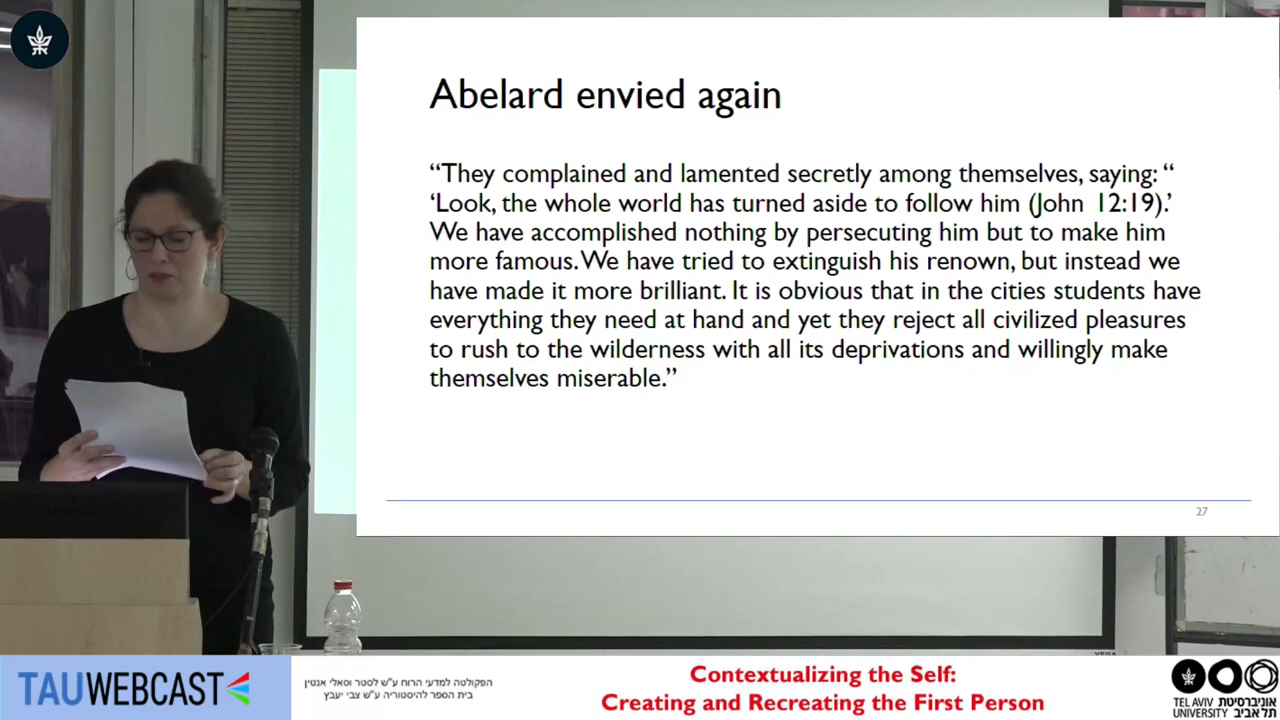 Abelard envied again
“They complained and lamented secretly among themselves, saying: “
‘Look, the whole world has turned aside to follow him (John 12:19).’
We have accomplished nothing by persecuting him but to make him
more famous. We have tried to extinguish his renown, but instead we
have made it more brilliant. It is obvious that in the cities students have
everything they need at hand and yet they reject all civilized pleasures
to rush to the wilderness with all its deprivations and willingly make
themselves miserable.”
27
TAUWEBCAST
הפקולטה למדעי הרוח ע"ש לסטר וסאלי אנטין
בית הספר להיסטוריה ע"ש צבי יעבץ
Contextualizing the Self:
Creating and Recreating the First Person
TEL AVIV
UNIVERSITY
אוניברסיטת
תל אביב